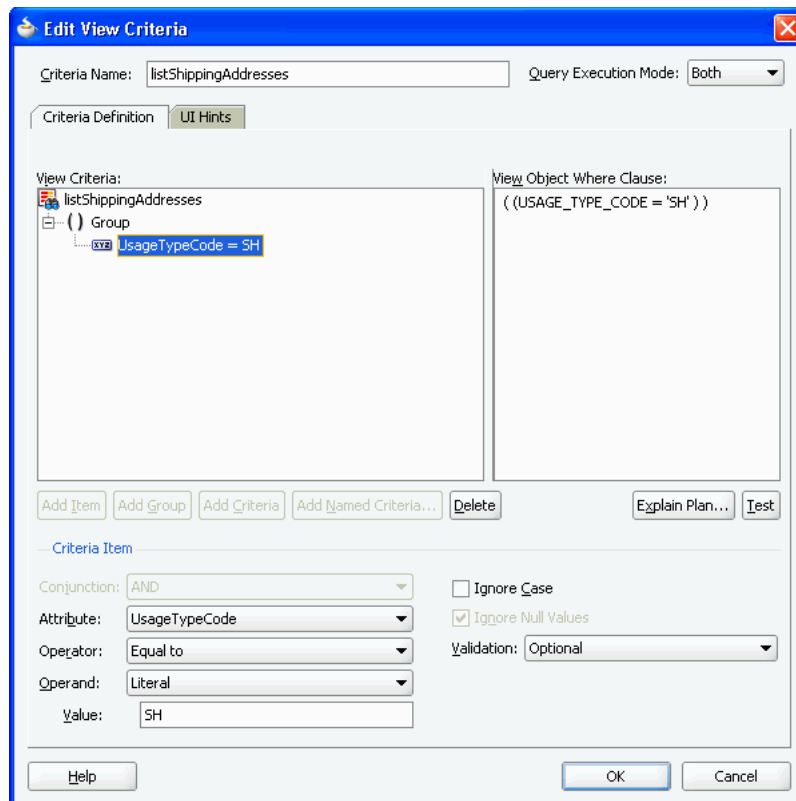 Edit View Criteria
Criteria Name: listShippingAddresses Query Execution Mode: Both
Criteria Definition UI Hints
View Criteria: View Object Where Clause:
listShippingAddresses ( (USAGE_TYPE_CODE = 'SH' ) )
( ) Group
XYZ UsageTypeCode = SH
Add Item Add Group Add Criteria Add Named Criteria... Delete Explain Plan... Test
Criteria Item
Conjunction: AND Ignore Case
Attribute: UsageTypeCode Ignore Null Values
Operator: Equal to Validation: Optional
Operand: Literal
Value: SH
Help OK Cancel